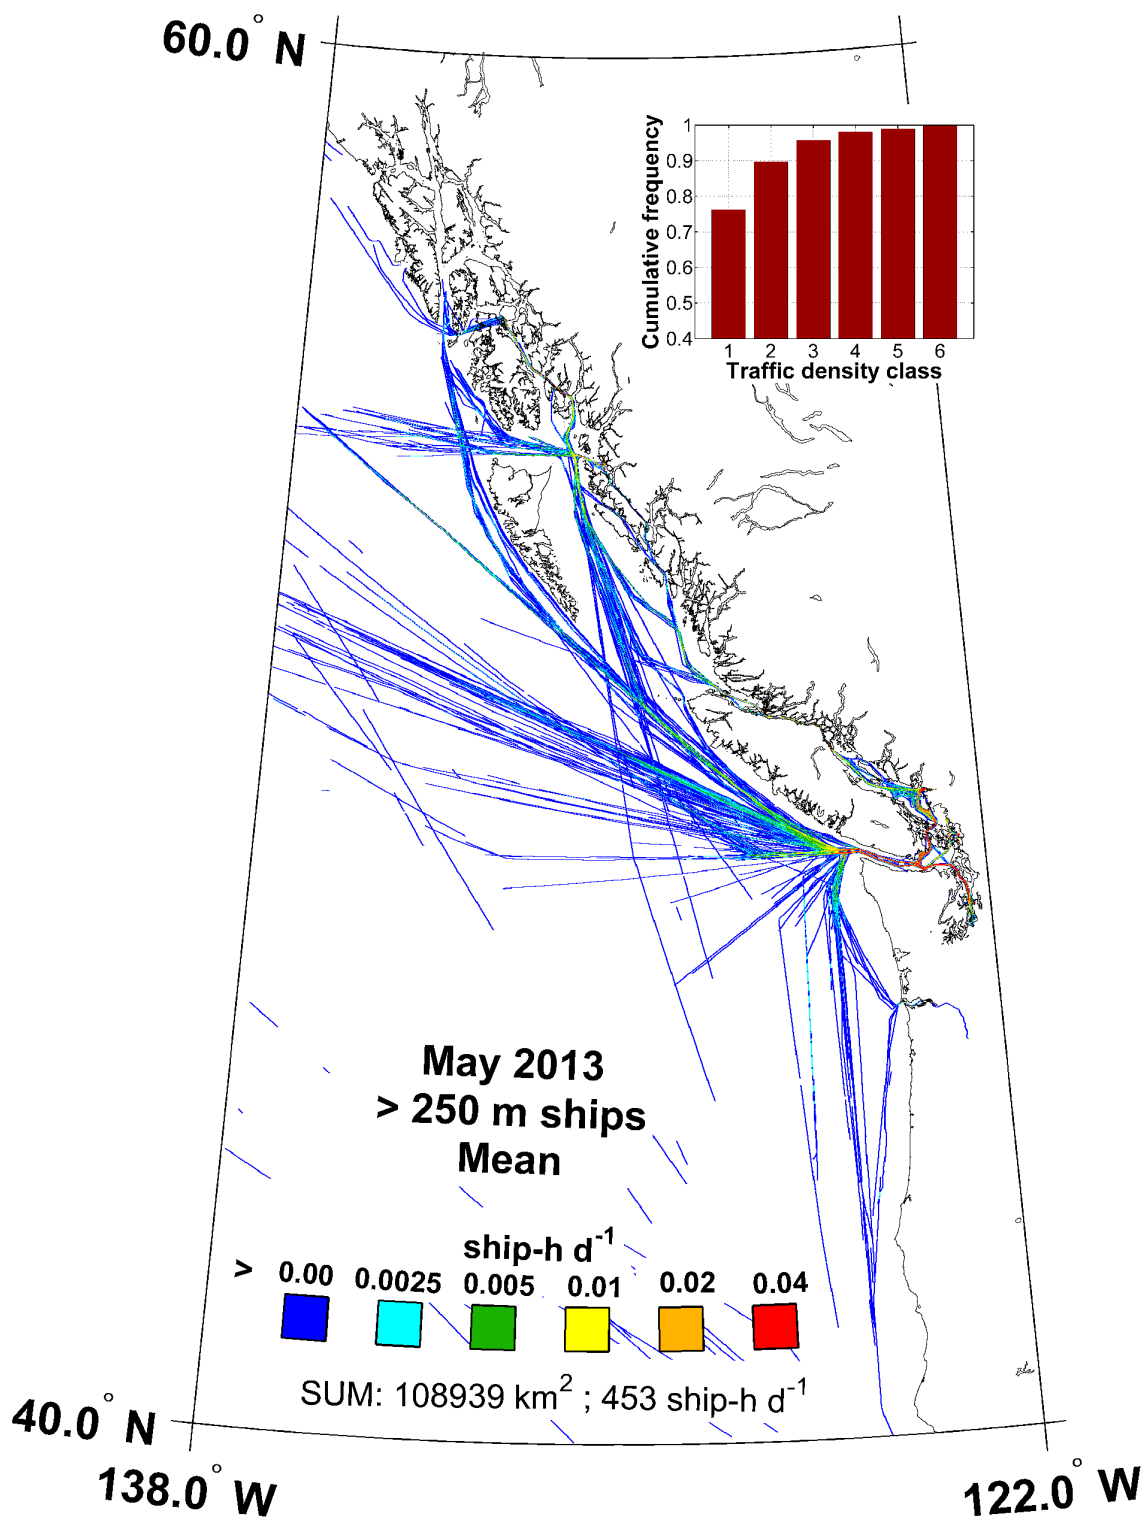 60.0° N
Cumulative frequency
1
0.9
0.8
0.7
0.6
0.5
0.4
1 2 3 4 5 6
Traffic density class
May 2013
> 250 m ships
Mean
ship-h d⁻¹
> 0.00 0.0025 0.005 0.01 0.02 0.04
SUM: 108939 km² ; 453 ship-h d⁻¹
40.0° N
138.0° W
122.0° W